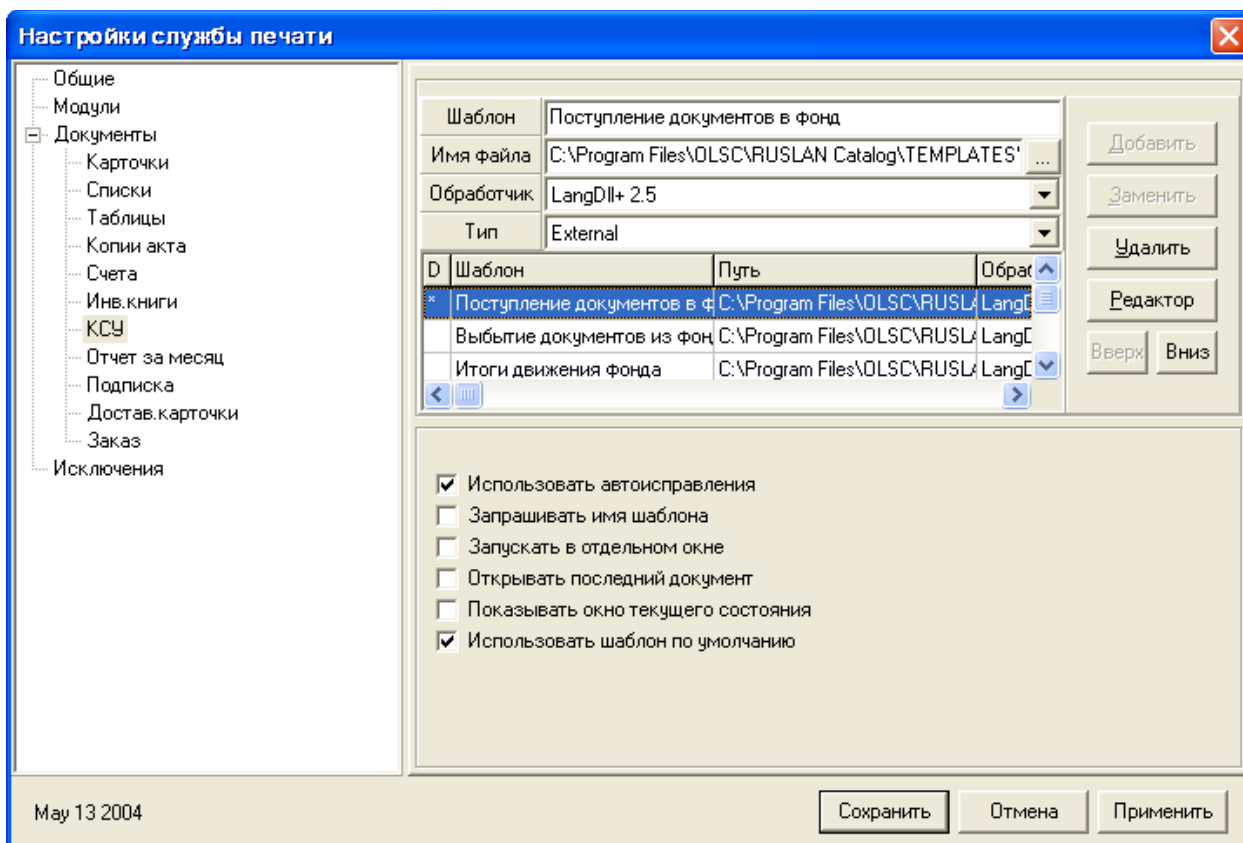 Настройки службы печати
Общие
Модули
Документы
Карточки
Списки
Таблицы
Копии акта
Счета
Инв.книги
КСУ
Отчет за месяц
Подписка
Достав.карточки
Заказ
Исключения
Шаблон Поступление документов в фонд
Имя файла C:\Program Files\OLSC\RUSLAN Catalog\TEMPLATES\ ...
Обработчик LangDll+ 2.5
Тип External
D Шаблон Путь Обраб
* Поступление документов в ф C:\Program Files\OLSC\RUSLA LangD
Выбытие документов из фон C:\Program Files\OLSC\RUSLA LangD
Итоги движения фонда C:\Program Files\OLSC\RUSLA LangD
Добавить
Заменить
Удалить
Редактор
Вверх Вниз
Использовать автоисправления
Запрашивать имя шаблона
Запускать в отдельном окне
Открывать последний документ
Показывать окно текущего состояния
Использовать шаблон по умолчанию
May 13 2004
Сохранить Отмена Применить